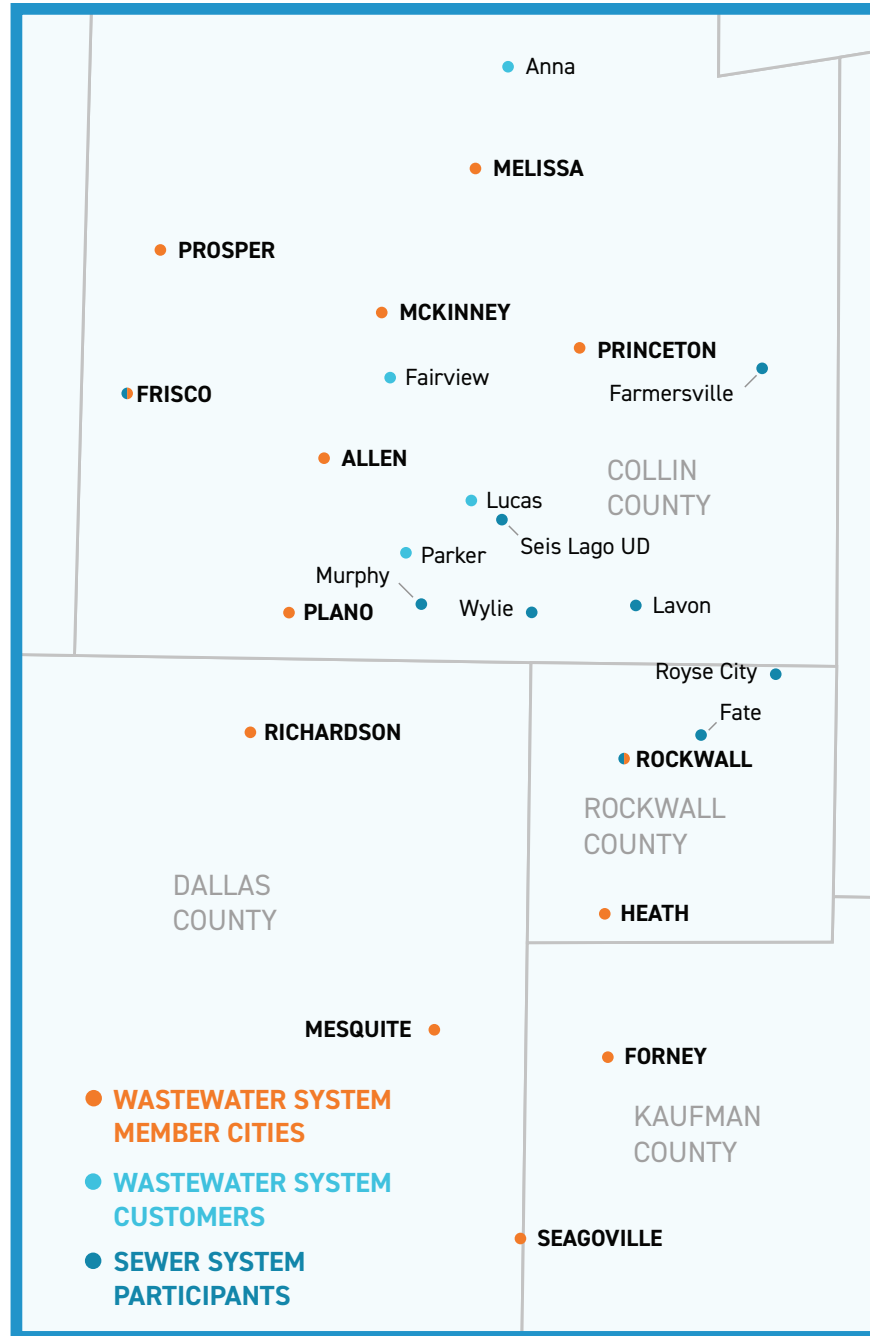 Anna
MELISSA
PROSPER
MCKINNEY
PRINCETON
Fairview
FRISCO
Farmersville
ALLEN
COLLIN
COUNTY
Lucas
Seis Lago UD
Parker
Murphy
PLANO
Wylie
Lavon
Royse City
Fate
RICHARDSON
ROCKWALL
ROCKWALL
COUNTY
DALLAS
COUNTY
HEATH
MESQUITE
FORNEY
WASTEWATER SYSTEM
MEMBER CITIES
KAUFMAN
COUNTY
WASTEWATER SYSTEM
CUSTOMERS
SEAGOVILLE
SEWER SYSTEM
PARTICIPANTS